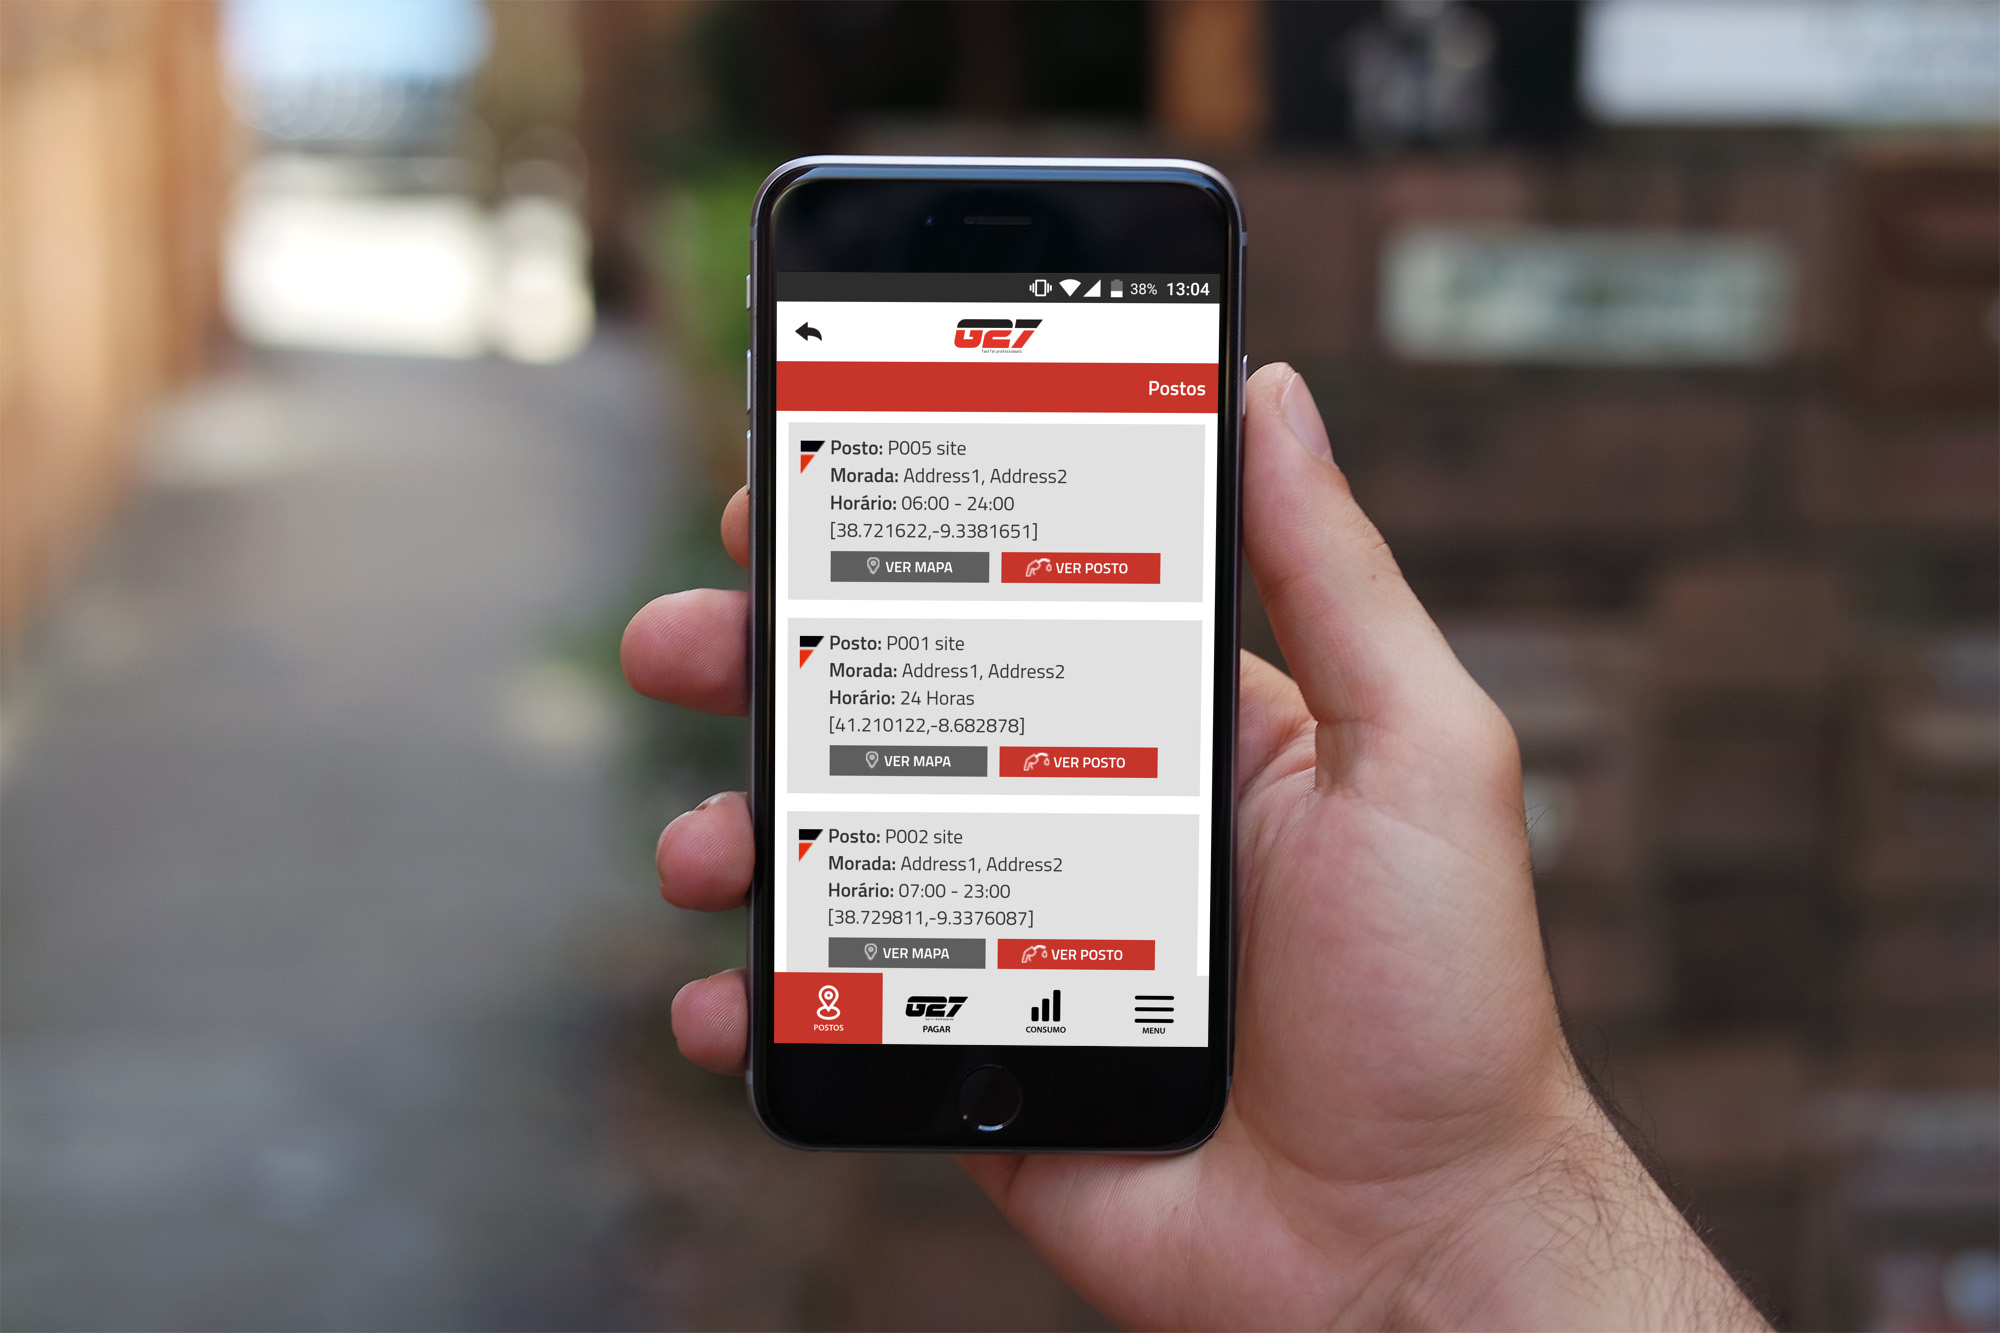 38% 13:04
G27
fuel for professionals
Postos
Posto: P005 site
Morada: Address1, Address2
Horário: 06:00 - 24:00
[38.721622,-9.3381651]
VER MAPA VER POSTO
Posto: P001 site
Morada: Address1, Address2
Horário: 24 Horas
[41.210122,-8.682878]
VER MAPA VER POSTO
Posto: P002 site
Morada: Address1, Address2
Horário: 07:00 - 23:00
[38.729811,-9.3376087]
VER MAPA VER POSTO
POSTOS G27 PAGAR CONSUMO MENU